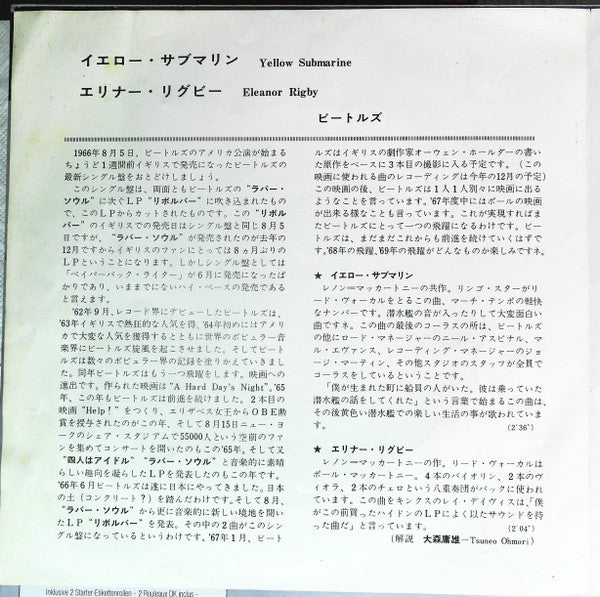 イエロー・サブマリン Yellow Submarine
エリナー・リグビー Eleanor Rigby
ビートルズ
1966年8月5日、ビートルズのアメリカ公演が始まる
ちょうど1週間前イギリスで発売になったビートルズの
最新シングル盤をおとどけしましょう。
このシングル盤は、両面ともビートルズの"ラバー・
ソウル"に次ぐLP"リボルバー"に吹き込まれたもの
で、このLPからカットされたものです。この"リボル
バー"のイギリスでの発売日はシングル盤と同じ8月5
日ですが、"ラバー・ソウル"が発売されたのが去年の
12月ですからイギリスのファンにとっては8ヵ月ぶりの
LPということになります。しかしシングル盤としては
「ペイパーバック・ライター」が6月に発売になったば
かりであり、いままでにないハイ・ペースの発売である
と言えます。
'62年9月、レコード界にデビューしたビートルズは、
'63年イギリスで熱狂的な人気を得、'64年初めにはアメリ
カで大変な人気を獲得するとともに世界のポピュラー音
楽界にビートルズ旋風を起こさせました。そしてビート
ルズは数々のポピュラー界の記録を塗りかえていきまし
た。同年ビートルズはもう一つ飛躍をします。映画への
進出です。作られた映画は"A Hard Day's Night"、'65
年、この年もビートルズは前進を続けました。2本目の
映画"Help!"をつくり、エリザベス女王からOBE勲
賞を授与されたのがこの年、そして8月15日ニュー・ヨ
ークのシェア・スタジアムで55000人という空前のファ
ンを集めてコンサートを開いたのもこの'65年。そして又
"四人はアイドル" "ラバー・ソウル"と音楽的に素晴
らしい趣向を凝らしたLPを発表したのもこの年です。
'66年6月ビートルズは遂に日本にやってきました。日本
の土(コンクリート?)を踏んだわけです。そして8月、
"ラバー・ソウル"から更に音楽的に新しい境地を開い
たLP"リボルバー"を発表。その中の2曲がこのシン
グル盤になっているというわけです。'67年1月、ビート
ルズはイギリスの劇作家オーウェン・ホールダーの書い
た原作をベースに3本目の撮影に入る予定です。(この
映画に使われる曲のレコーディングは今年の12月の予定)
この映画の後、ビートルズは1人1人別々に映画に出る
ようなことを言っています。'67年度中にはポールの映画
が出来る様なことも言っています。これが実現すればま
たビートルズにとって一つの飛躍になるわけです。ビー
トルズは、まだまだこれからも前進を続けていくはずで
す。'68年の飛躍、'69年の飛躍がどんなものか楽しみですネ。
★ イエロー・サブマリン
レノン=マッカートニーの共作。リンゴ・スターがリ
ード・ヴォーカルをとるこの曲、マーチ・テンポの軽快
なナンバーです。潜水艦の音が入ったりして大変面白い
曲ですネ。この曲の最後のコーラスの所は、ビートルズ
の他にロード・マネージャーのニール・アスピナル、マ
ル・エヴァンス、レコーディング・マネージャーのジョ
ージ・マーティン、その他スタジオのスタッフが全員で
コーラスをしているということです。
「僕が生まれた町に船員の人がいた。彼は乗っていた
潜水艦の話をしてくれた」という言葉で始まるこの曲は、
その後黄色い潜水艦での楽しい生活の事が歌われていま
す。 (2'36")
★ エリナー・リグビー
レノン=マッカートニーの作。リード・ヴォーカルは
ポール・マッカートニー。4本のバイオリン、2本のヴ
ィオラ、2本のチェロという八重奏団がバックに使われ
ています。この曲をキンクスのレイ・デイヴィスは、「僕
がこの前買ったハイドンのLPによく以たサウンドを持
った曲だ」と言っています。 (2'04")
(解説 大森庸雄—Tsuneo Ohmori)
Inklusive 2 Starter-Etikettenrollen - 2 Rouleaux DK inclus -